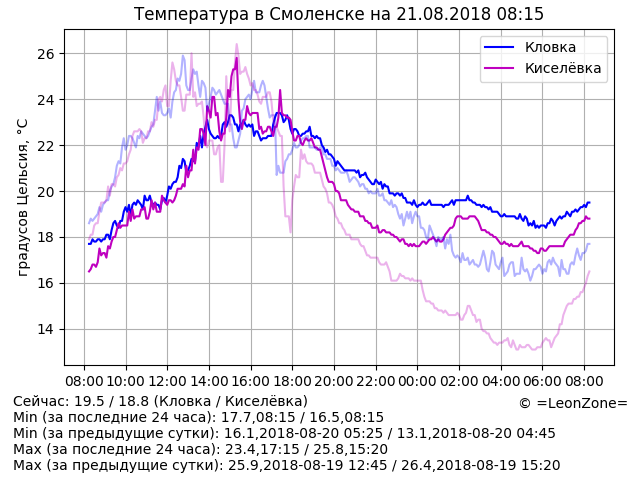 Температура в Смоленске на 21.08.2018 08:15
Кловка
Киселёвка
градусов Цельсия, °C
26
24
22
20
18
16
14
08:00 10:00 12:00 14:00 16:00 18:00 20:00 22:00 00:00 02:00 04:00 06:00 08:00
Сейчас: 19.5 / 18.8 (Кловка / Киселёвка)
© =LeonZone=
Min (за последние 24 часа): 17.7,08:15 / 16.5,08:15
Min (за предыдущие сутки): 16.1,2018-08-20 05:25 / 13.1,2018-08-20 04:45
Max (за последние 24 часа): 23.4,17:15 / 25.8,15:20
Max (за предыдущие сутки): 25.9,2018-08-19 12:45 / 26.4,2018-08-19 15:20